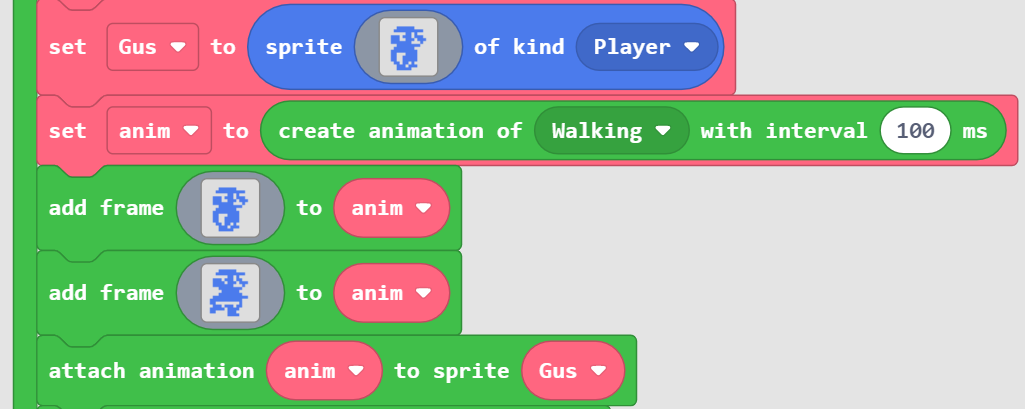 set Gus to sprite of kind Player
set anim to create animation of Walking with interval 100 ms
add frame to anim
add frame to anim
attach animation anim to sprite Gus